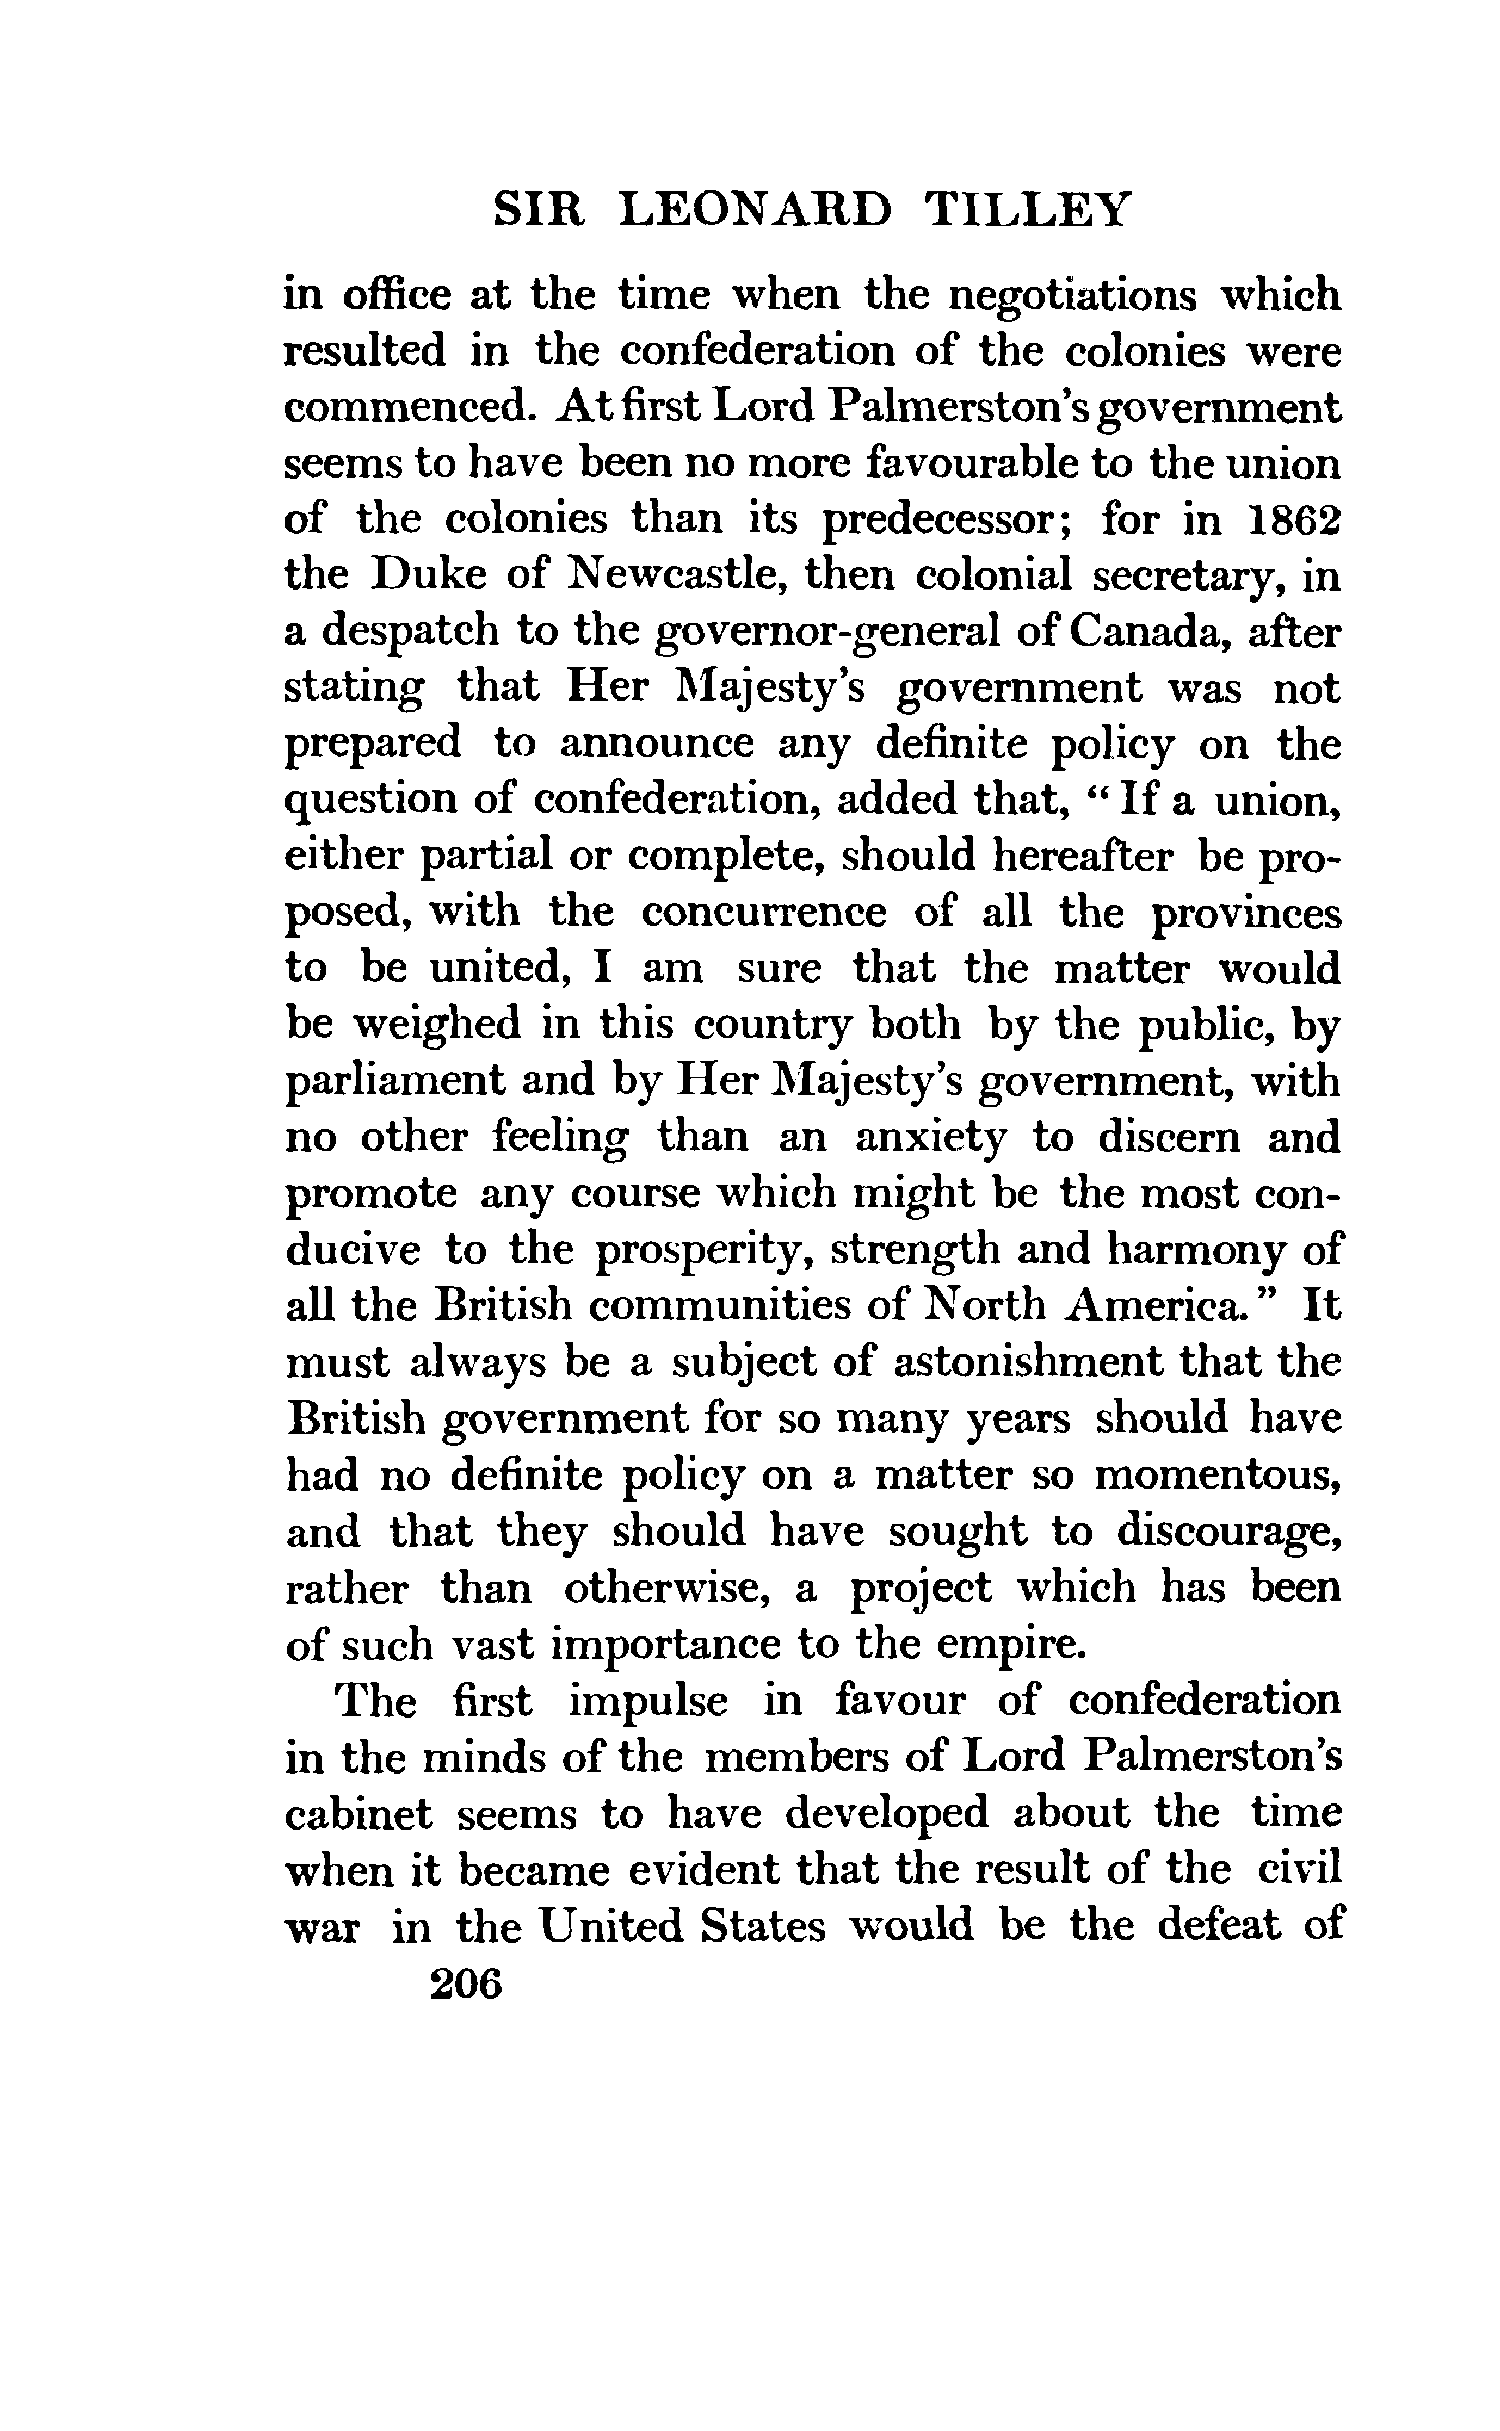 SIR LEONARD TILLEY
in office at the time when the negotiations which
resulted in the confederation of the colonies were
commenced. At first Lord Palmerston's government
seems to have been no more favourable to the union
of the colonies than its predecessor; for in 1862
the Duke of Newcastle, then colonial secretary, in
a despatch to the governor-general of Canada, after
stating that Her Majesty's government was not
prepared to announce any definite policy on the
question of confederation, added that, “ If a union,
either partial or complete, should hereafter be pro-
posed, with the concurrence of all the provinces
to be united, I am sure that the matter would
be weighed in this country both by the public, by
parliament and by Her Majesty's government, with
no other feeling than an anxiety to discern and
promote any course which might be the most con-
ducive to the prosperity, strength and harmony of
all the British communities of North America.” It
must always be a subject of astonishment that the
British government for so many years should have
had no definite policy on a matter so momentous,
and that they should have sought to discourage,
rather than otherwise, a project which has been
of such vast importance to the empire.
The first impulse in favour of confederation
in the minds of the members of Lord Palmerston's
cabinet seems to have developed about the time
when it became evident that the result of the civil
war in the United States would be the defeat of
206